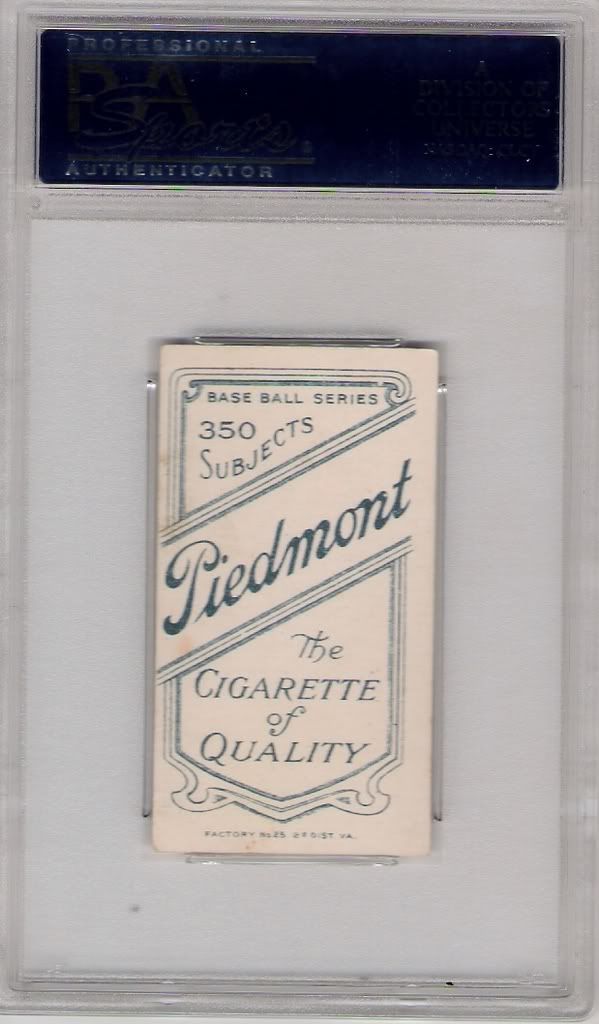 PROFESSIONAL
PSA
Sports
AUTHENTICATOR
A
DIVISION OF
COLLECTORS
UNIVERSE
BASE BALL SERIES
350
SUBJECTS
Piedmont
The
CIGARETTE
of
QUALITY
FACTORY No 25. 2D DIST. VA.